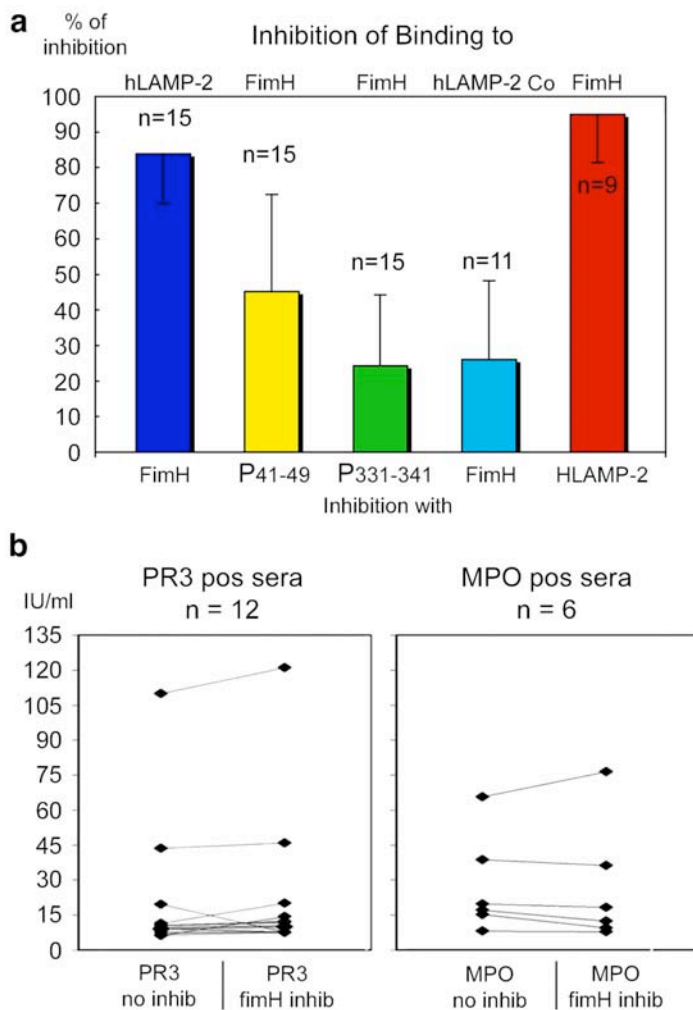 a
% of
inhibition
Inhibition of Binding to
hLAMP-2 FimH FimH hLAMP-2 Co FimH
100
90
80
70
60
50
40
30
20
10
0
n=15
n=15
n=15
n=11
n=9
FimH P41-49 P331-341 FimH HLAMP-2
Inhibition with
b
PR3 pos sera
n = 12
MPO pos sera
n = 6
IU/ml
135
120
105
90
75
60
45
30
15
0
PR3
no inhib
PR3
fimH inhib
MPO
no inhib
MPO
fimH inhib